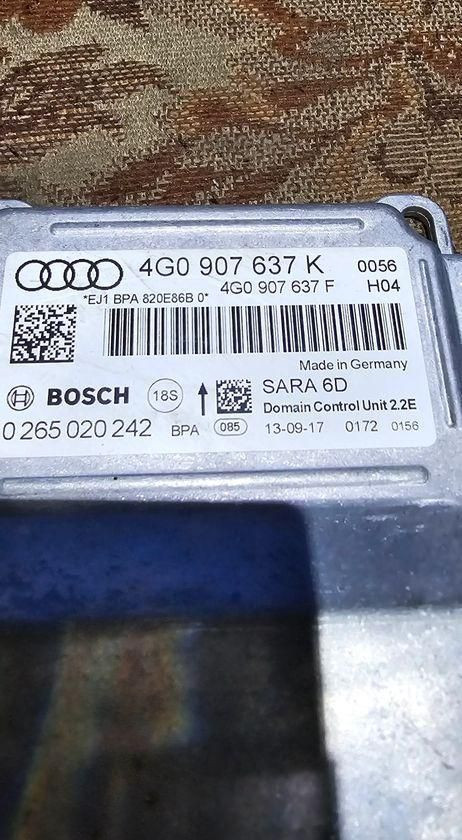 4G0 907 637 K 0056
*EJ1 BPA 820E86B 0* 4G0 907 637 F H04
Made in Germany
BOSCH 18S SARA 6D
Domain Control Unit 2.2E
0 265 020 242 BPA 085 13-09-17 0172 0156